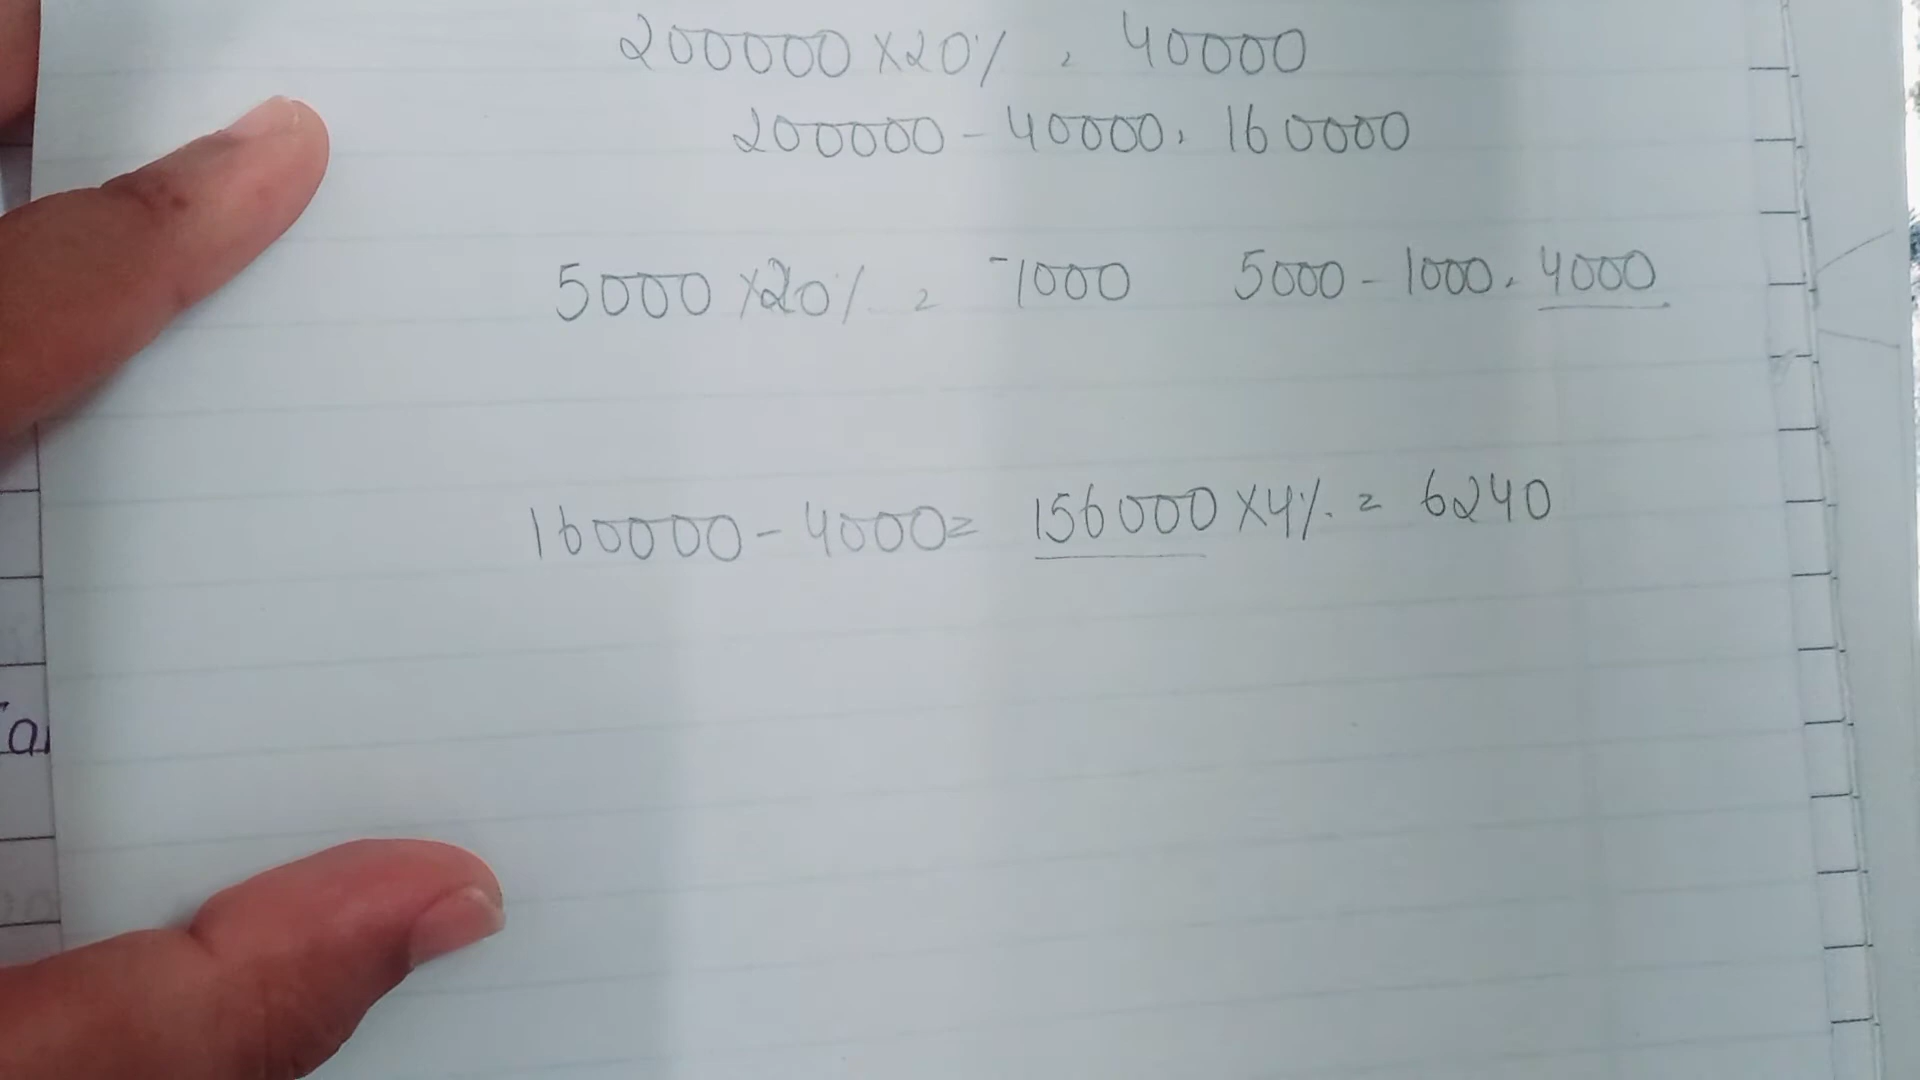 200000 x 20% = 40000
200000 - 40000 = 160000
5000 x 20% = -1000 5000 - 1000 = 4000
160000 - 4000 = 156000 x 4% = 6240